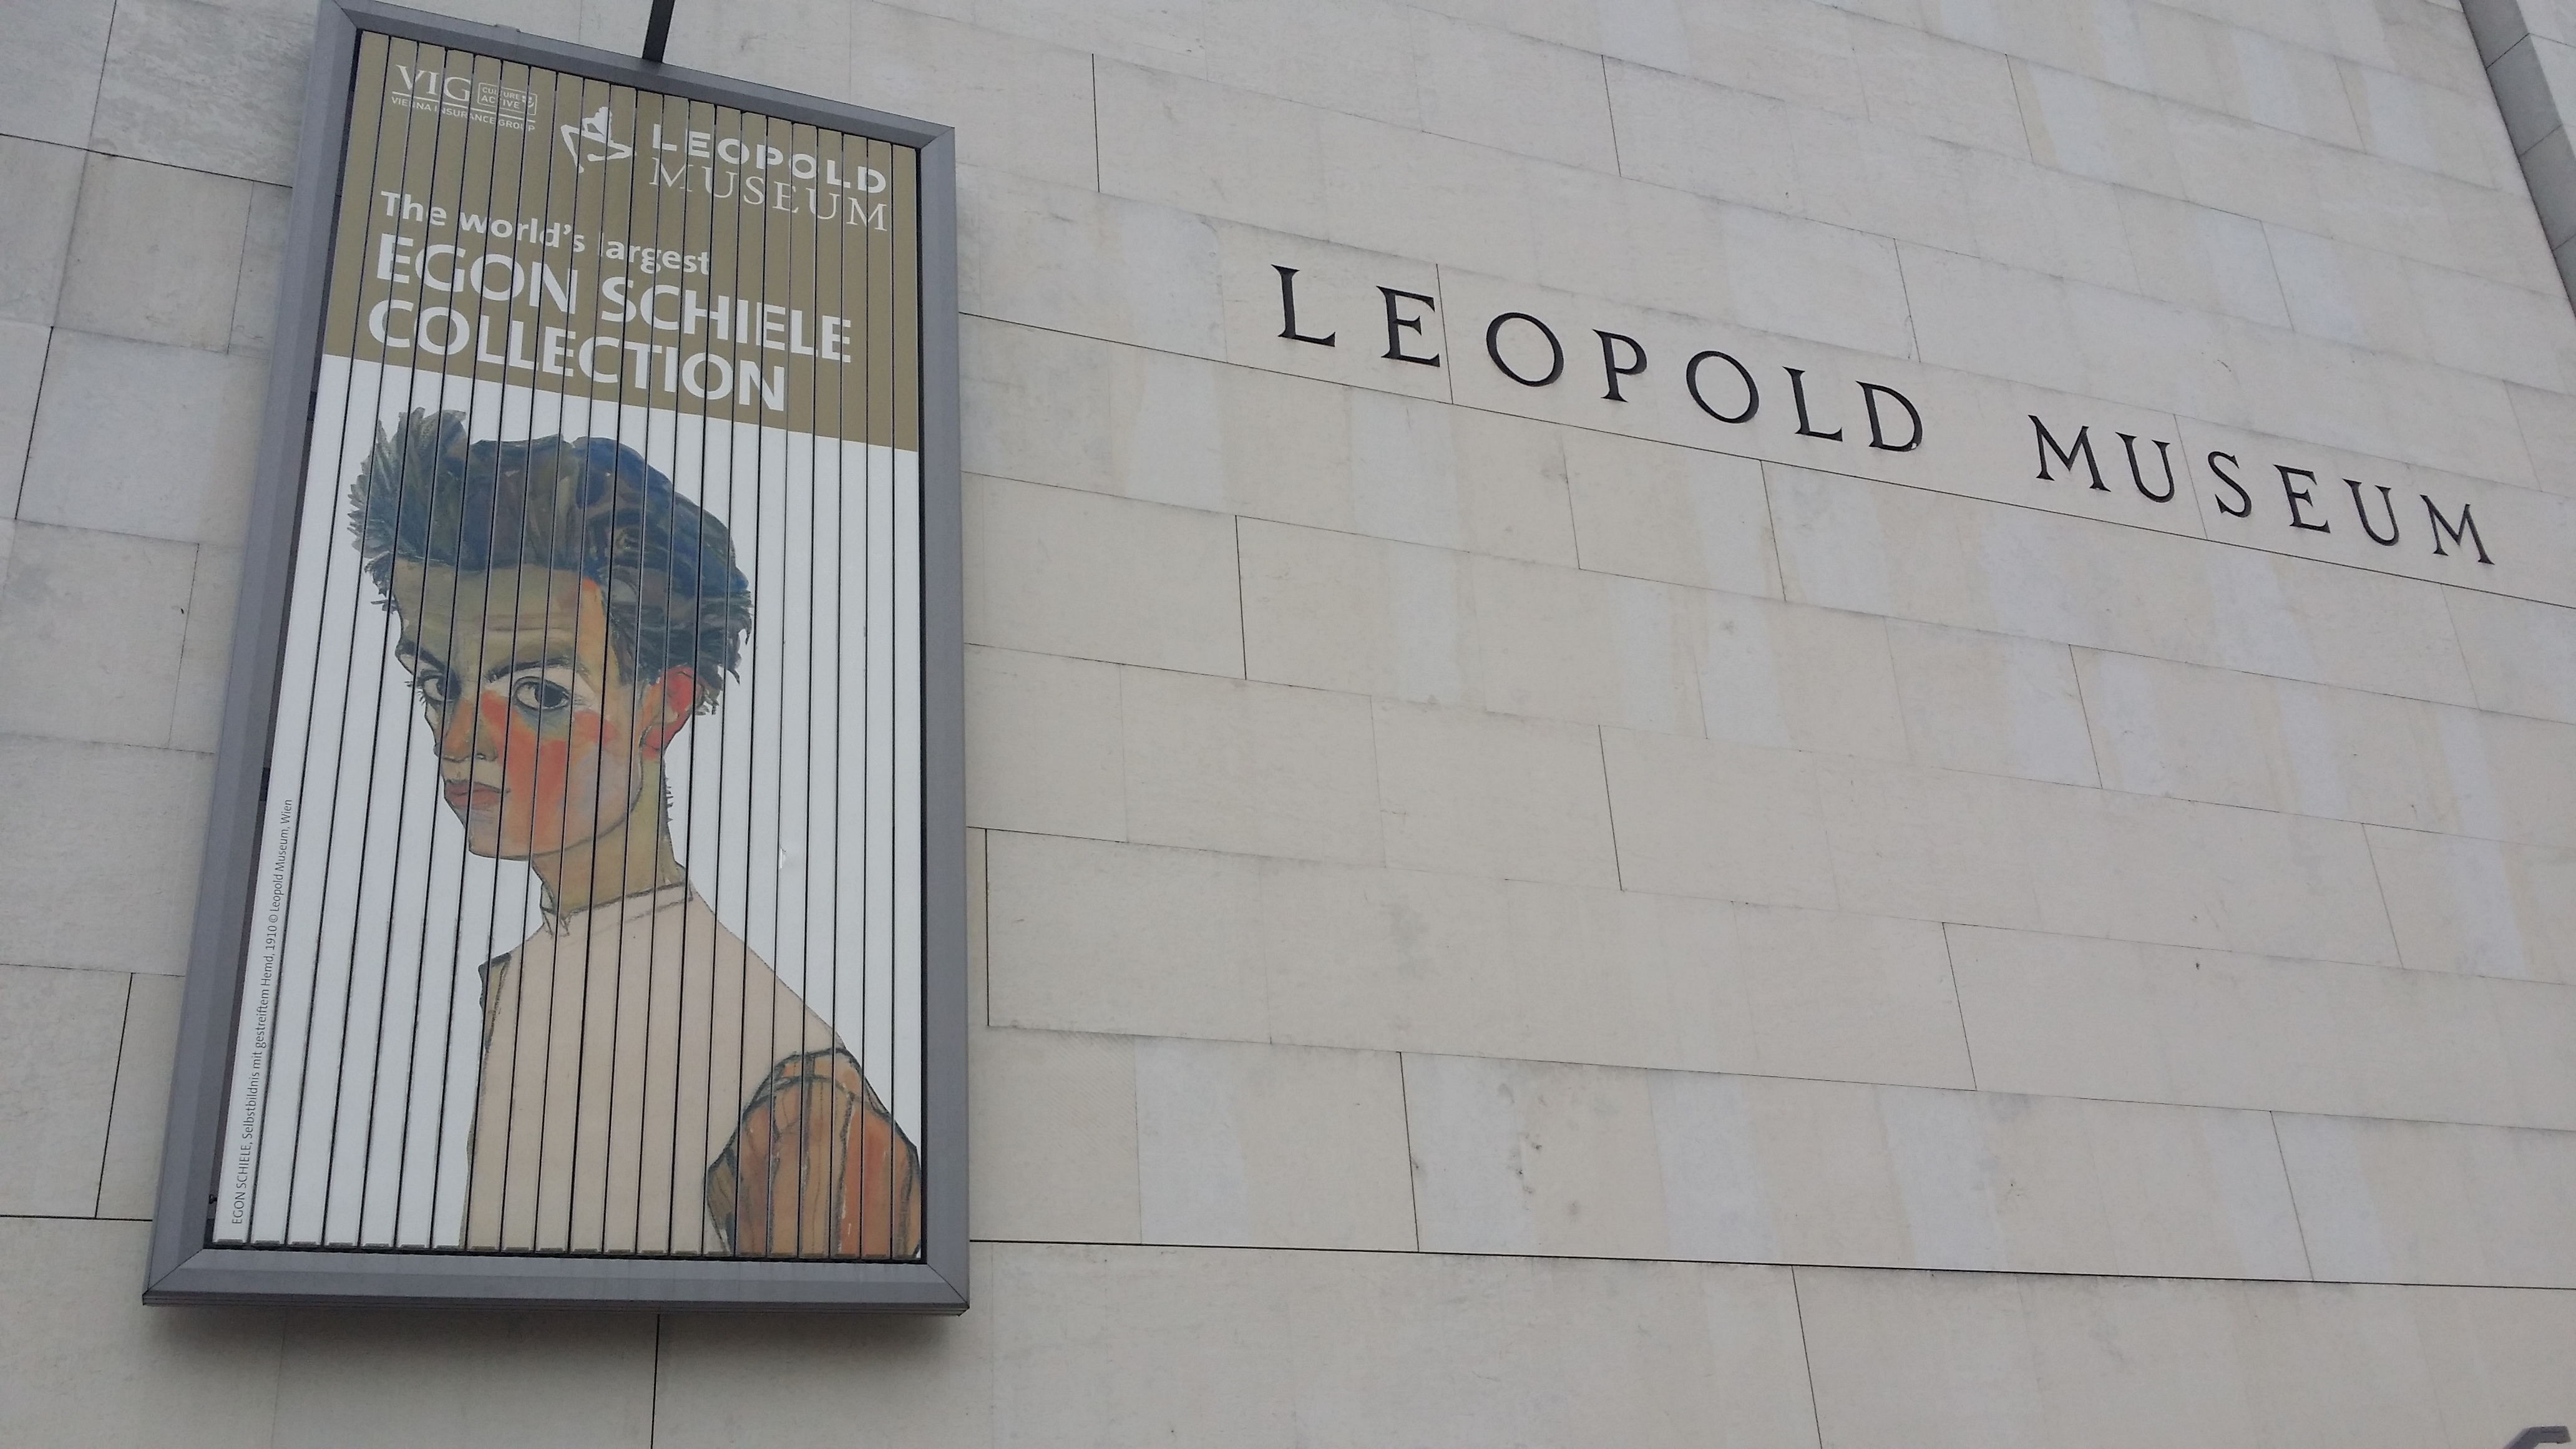 VIG
CULTURE
ACTIVE
VIENNA INSURANCE GROUP
LEOPOLD
MUSEUM
The world's largest
EGON SCHIELE
COLLECTION
EGON SCHIELE, Selbstbildnis mit gestreiftem Hemd, 1910 © Leopold Museum, Wien
LEOPOLD MUSEUM